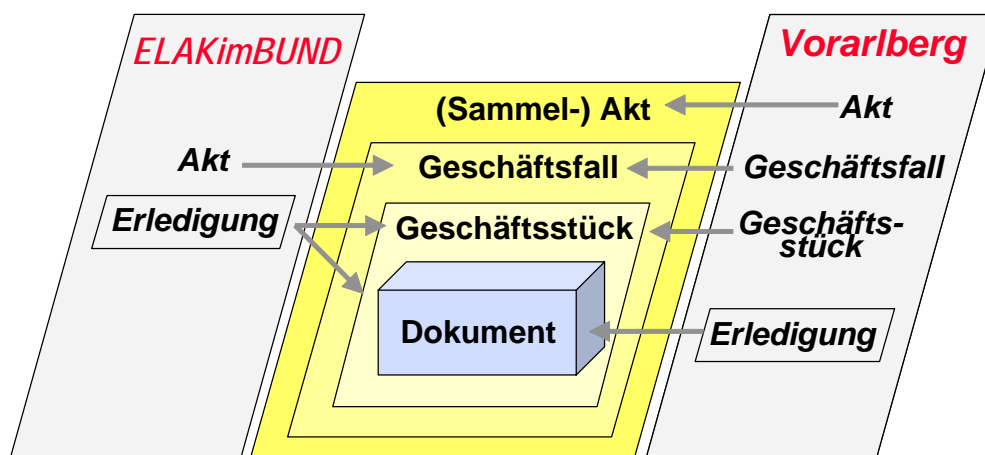 ELAKimBUND
Vorarlberg
(Sammel-) Akt
Akt
Akt
Geschäftsfall
Geschäftsfall
Erledigung
Geschäftsstück
Geschäfts-
stück
Dokument
Erledigung